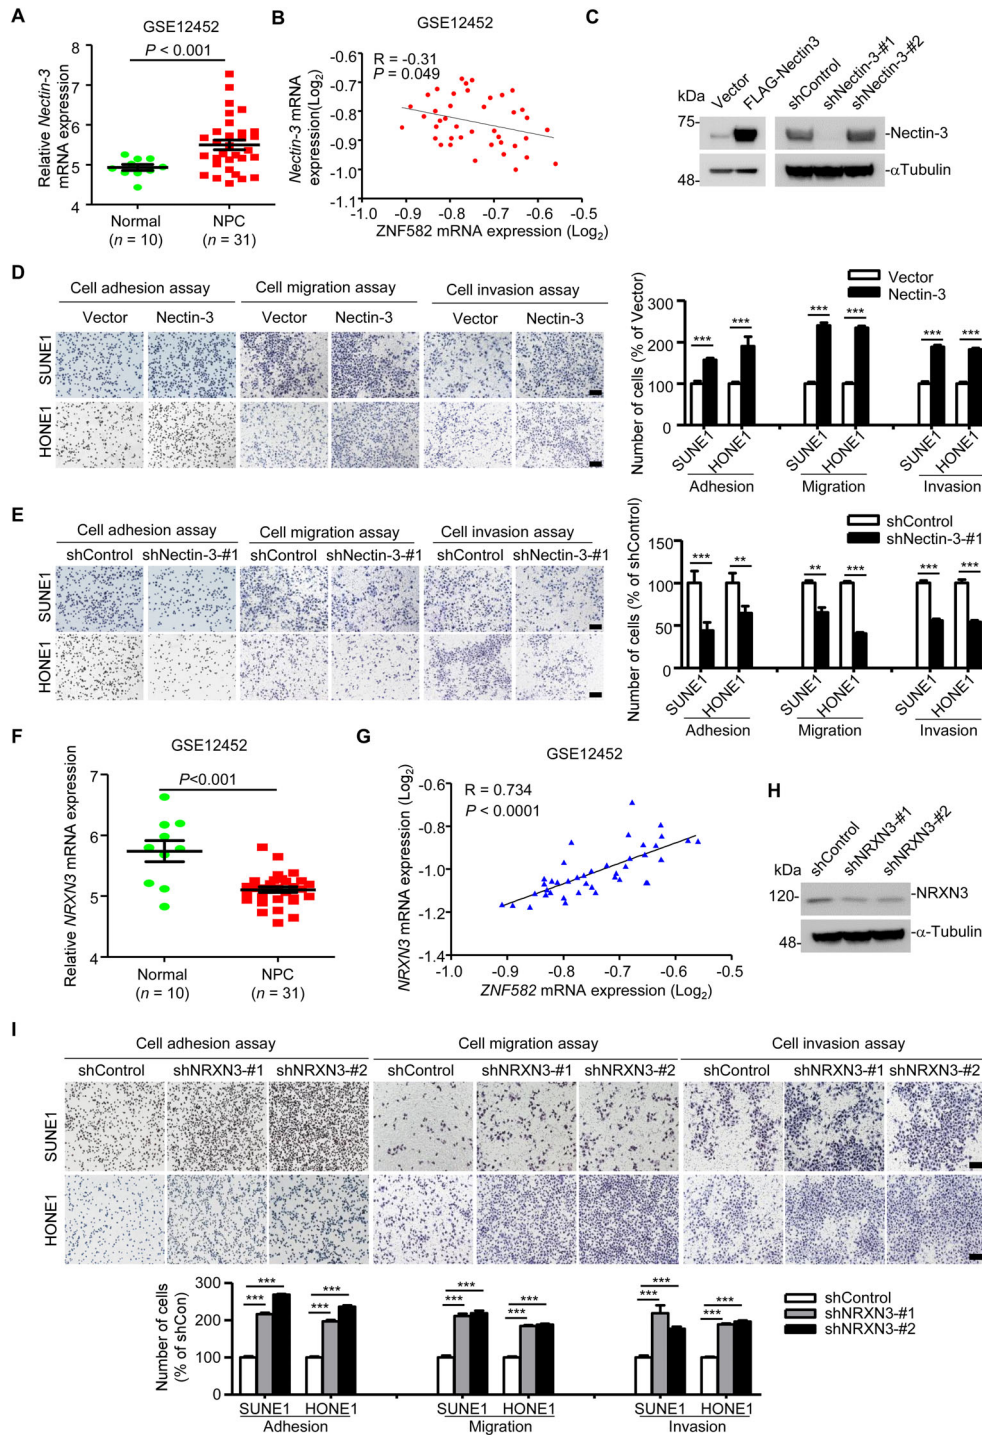 A
GSE12452
P < 0.001
Relative Nectin-3
mRNA expression
8
7
6
5
4
Normal
(n = 10)
NPC
(n = 31)
B
GSE12452
R = -0.31
P = 0.049
Nectin-3 mRNA
expression(Log2)
-0.6
-0.7
-0.8
-0.9
-1.0
-1.1
-1.0 -0.9 -0.8 -0.7 -0.6 -0.5
ZNF582 mRNA expression (Log2)
C
kDa
Vector
FLAG-Nectin3
shControl
shNectin-3-#1
shNectin-3-#2
75-
-Nectin-3
48-
-αTubulin
D
Cell adhesion assay
Cell migration assay
Cell invasion assay
Vector Nectin-3
Vector Nectin-3
Vector Nectin-3
SUNE1
HONE1
Number of cells (% of Vector)
Vector
Nectin-3
300
200
100
0
*** ***
*** ***
*** ***
SUNE1 HONE1
SUNE1 HONE1
SUNE1 HONE1
Adhesion
Migration
Invasion
E
Cell adhesion assay
Cell migration assay
Cell invasion assay
shControl shNectin-3-#1
shControl shNectin-3-#1
shControl shNectin-3-#1
SUNE1
HONE1
Number of cells (% of shControl)
shControl
shNectin-3-#1
150
100
50
0
*** **
** ***
*** ***
SUNE1 HONE1
SUNE1 HONE1
SUNE1 HONE1
Adhesion
Migration
Invasion
F
GSE12452
P<0.001
Relative NRXN3 mRNA expression
7
6
5
4
Normal
(n = 10)
NPC
(n = 31)
G
GSE12452
R = 0.734
P < 0.0001
NRXN3 mRNA expression (Log2)
-0.6
-0.8
-1.0
-1.2
-1.4
-1.0 -0.9 -0.8 -0.7 -0.6 -0.5
ZNF582 mRNA expression (Log2)
H
kDa
shControl
shNRXN3-#1
shNRXN3-#2
120-
-NRXN3
48-
-α-Tubulin
I
Cell adhesion assay
Cell migration assay
Cell invasion assay
shControl shNRXN3-#1 shNRXN3-#2
shControl shNRXN3-#1 shNRXN3-#2
shControl shNRXN3-#1 shNRXN3-#2
SUNE1
HONE1
Number of cells
(% of shCon)
300
200
100
0
*** ***
*** ***
*** ***
*** ***
*** ***
*** ***
shControl
shNRXN3-#1
shNRXN3-#2
SUNE1 HONE1
SUNE1 HONE1
SUNE1 HONE1
Adhesion
Migration
Invasion